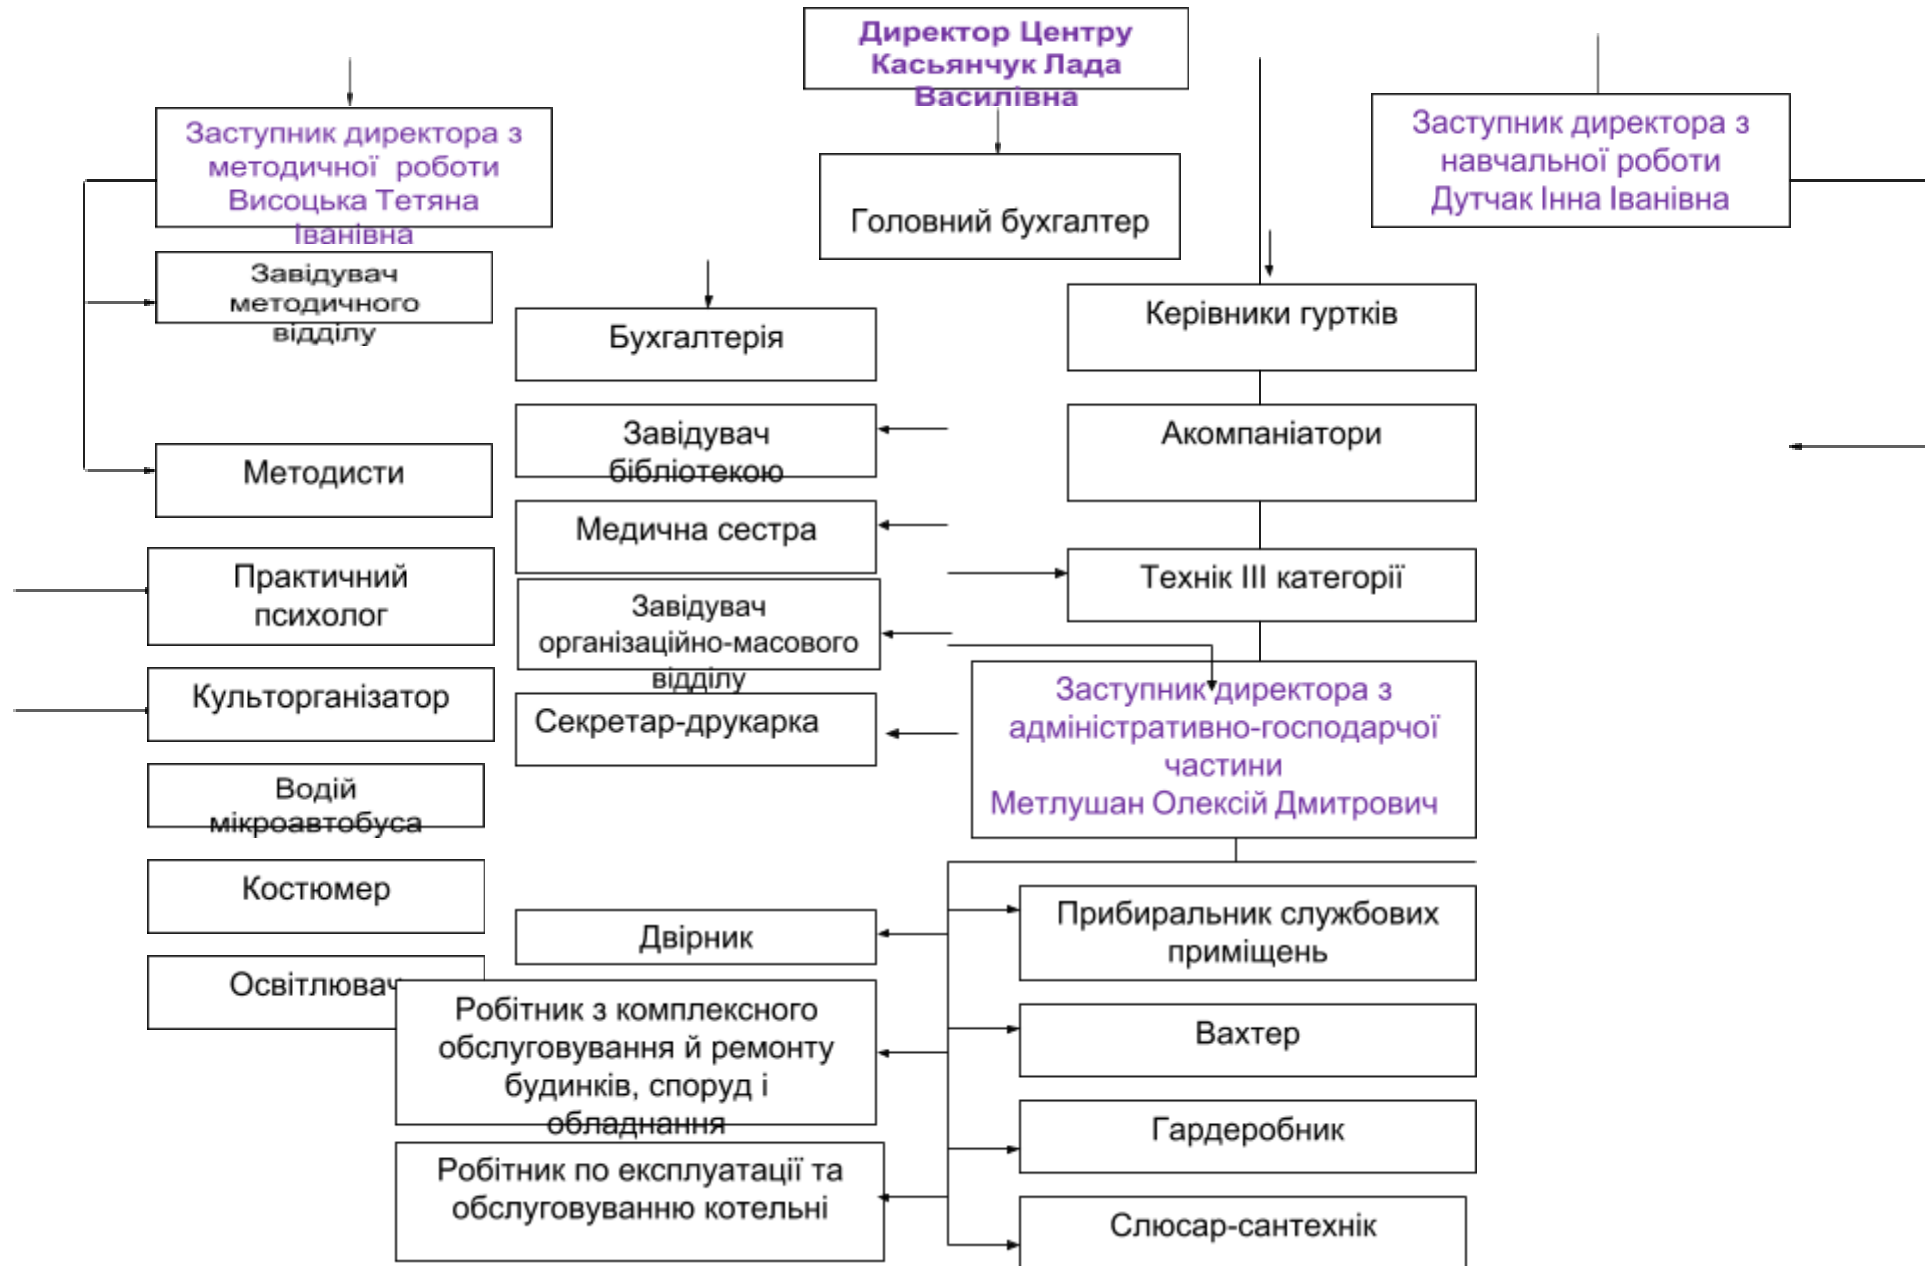 Директор Центру
Касьянчук Лада
Василівна
Заступник директора з
методичної роботи
Висоцька Тетяна
Іванівна
Заступник директора з
навчальної роботи
Дутчак Інна Іванівна
Головний бухгалтер
Завідувач
методичного
відділу
Методисти
Практичний
психолог
Культорганізатор
Водій
мікроавтобуса
Костюмер
Освітлювач
Бухгалтерія
Завідувач
бібліотекою
Медична сестра
Завідувач
організаційно-масового
відділу
Секретар-друкарка
Керівники гуртків
Акомпаніатори
Технік ІІІ категорії
Заступник директора з
адміністративно-господарчої
частини
Метлушан Олексій Дмитрович
Двірник
Робітник з комплексного
обслуговування й ремонту
будинків, споруд і
обладнання
Робітник по експлуатації та
обслуговуванню котельні
Прибиральник службових
приміщень
Вахтер
Гардеробник
Слюсар-сантехнік